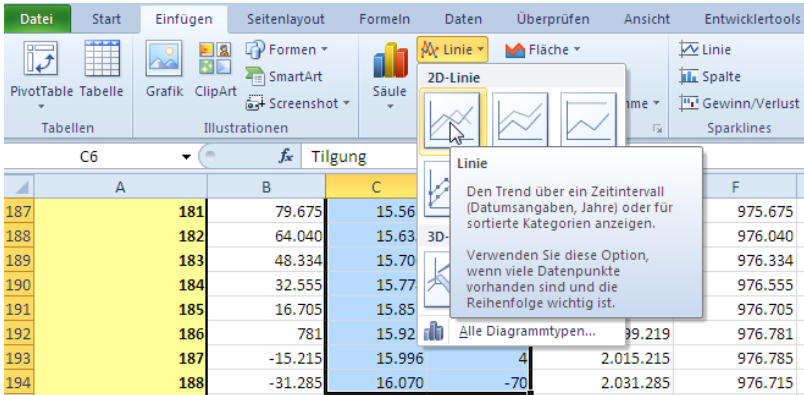 Datei Start Einfügen Seitenlayout Formeln Daten Überprüfen Ansicht Entwicklertools
PivotTable Tabelle Grafik ClipArt Formen SmartArt Screenshot Säule Linie Fläche Linie Spalte Gewinn/Verlust
Tabellen Illustrationen Sparklines
2D-Linie
C6 fx Tilgung
Linie
Den Trend über ein Zeitintervall
(Datumsangaben, Jahre) oder für
sortierte Kategorien anzeigen.
Verwenden Sie diese Option,
wenn viele Datenpunkte
vorhanden sind und die
Reihenfolge wichtig ist.
3D-
Alle Diagrammtypen...
A B C F
187 181 79.675 15.56 975.675
188 182 64.040 15.63 976.040
189 183 48.334 15.70 976.334
190 184 32.555 15.77 976.555
191 185 16.705 15.85 976.705
192 186 781 15.92 99.219 976.781
193 187 -15.215 15.996 4 2.015.215 976.785
194 188 -31.285 16.070 -70 2.031.285 976.715